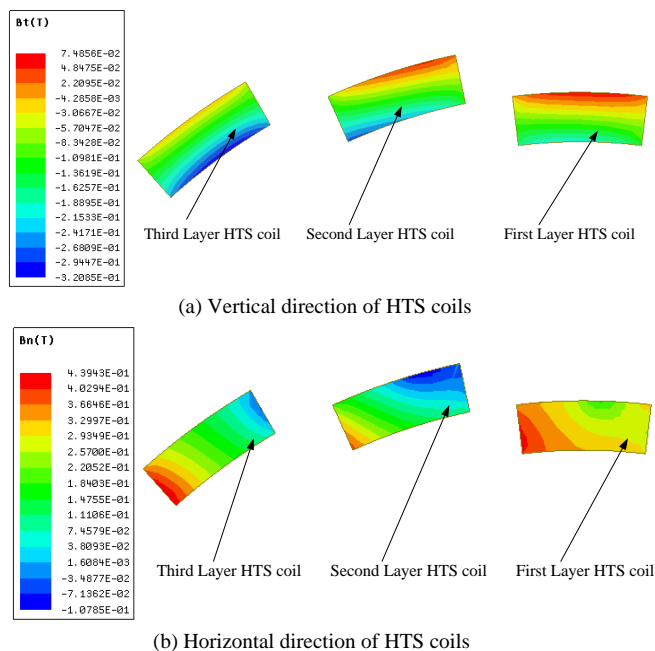 Bt(T)
7.4856E-02
4.8475E-02
2.2095E-02
-4.2858E-03
-3.0667E-02
-5.7047E-02
-8.3428E-02
-1.0981E-01
-1.3619E-01
-1.6257E-01
-1.8895E-01
-2.1533E-01
-2.4171E-01
-2.6809E-01
-2.9447E-01
-3.2085E-01
Third Layer HTS coil
Second Layer HTS coil
First Layer HTS coil
(a) Vertical direction of HTS coils
Bn(T)
4.3943E-01
4.0294E-01
3.6646E-01
3.2997E-01
2.9349E-01
2.5700E-01
2.2052E-01
1.8403E-01
1.4755E-01
1.1106E-01
7.4579E-02
3.8093E-02
1.6084E-03
-3.4877E-02
-7.1362E-02
-1.0785E-01
Third Layer HTS coil
Second Layer HTS coil
First Layer HTS coil
(b) Horizontal direction of HTS coils